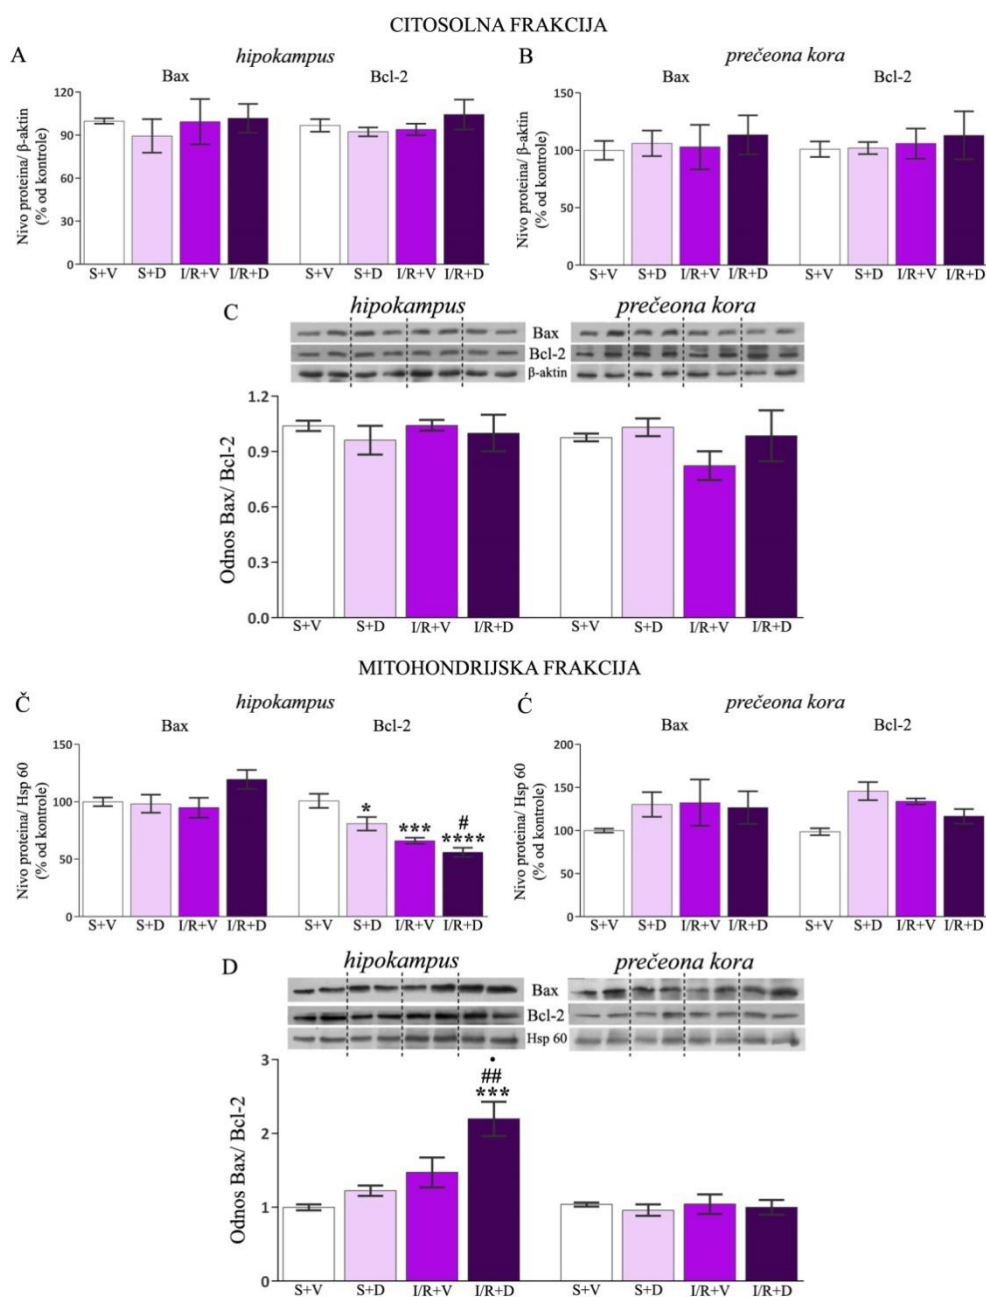 CITOSOLNA FRAKCIJA
A
hipokampus
Bax
Bcl-2
Nivo proteina/ β-aktin
(% od kontrole)
120
90
60
30
0
S+V S+D I/R+V I/R+D
S+V S+D I/R+V I/R+D
B
prečeona kora
Bax
Bcl-2
Nivo proteina/ β-aktin
(% od kontrole)
150
100
50
0
S+V S+D I/R+V I/R+D
S+V S+D I/R+V I/R+D
C
hipokampus
prečeona kora
Bax
Bcl-2
β-aktin
Odnos Bax/ Bcl-2
1.2
0.9
0.6
0.3
0.0
S+V S+D I/R+V I/R+D
S+V S+D I/R+V I/R+D
MITOHONDRIJSKA FRAKCIJA
Č
hipokampus
Bax
Bcl-2
Nivo proteina/ Hsp 60
(% od kontrole)
150
100
50
0
*
***
#
****
S+V S+D I/R+V I/R+D
S+V S+D I/R+V I/R+D
Ć
prečeona kora
Bax
Bcl-2
Nivo proteina/ Hsp 60
(% od kontrole)
200
150
100
50
0
S+V S+D I/R+V I/R+D
S+V S+D I/R+V I/R+D
D
hipokampus
prečeona kora
Bax
Bcl-2
Hsp 60
Odnos Bax/ Bcl-2
3
2
1
0
•
##
***
S+V S+D I/R+V I/R+D
S+V S+D I/R+V I/R+D